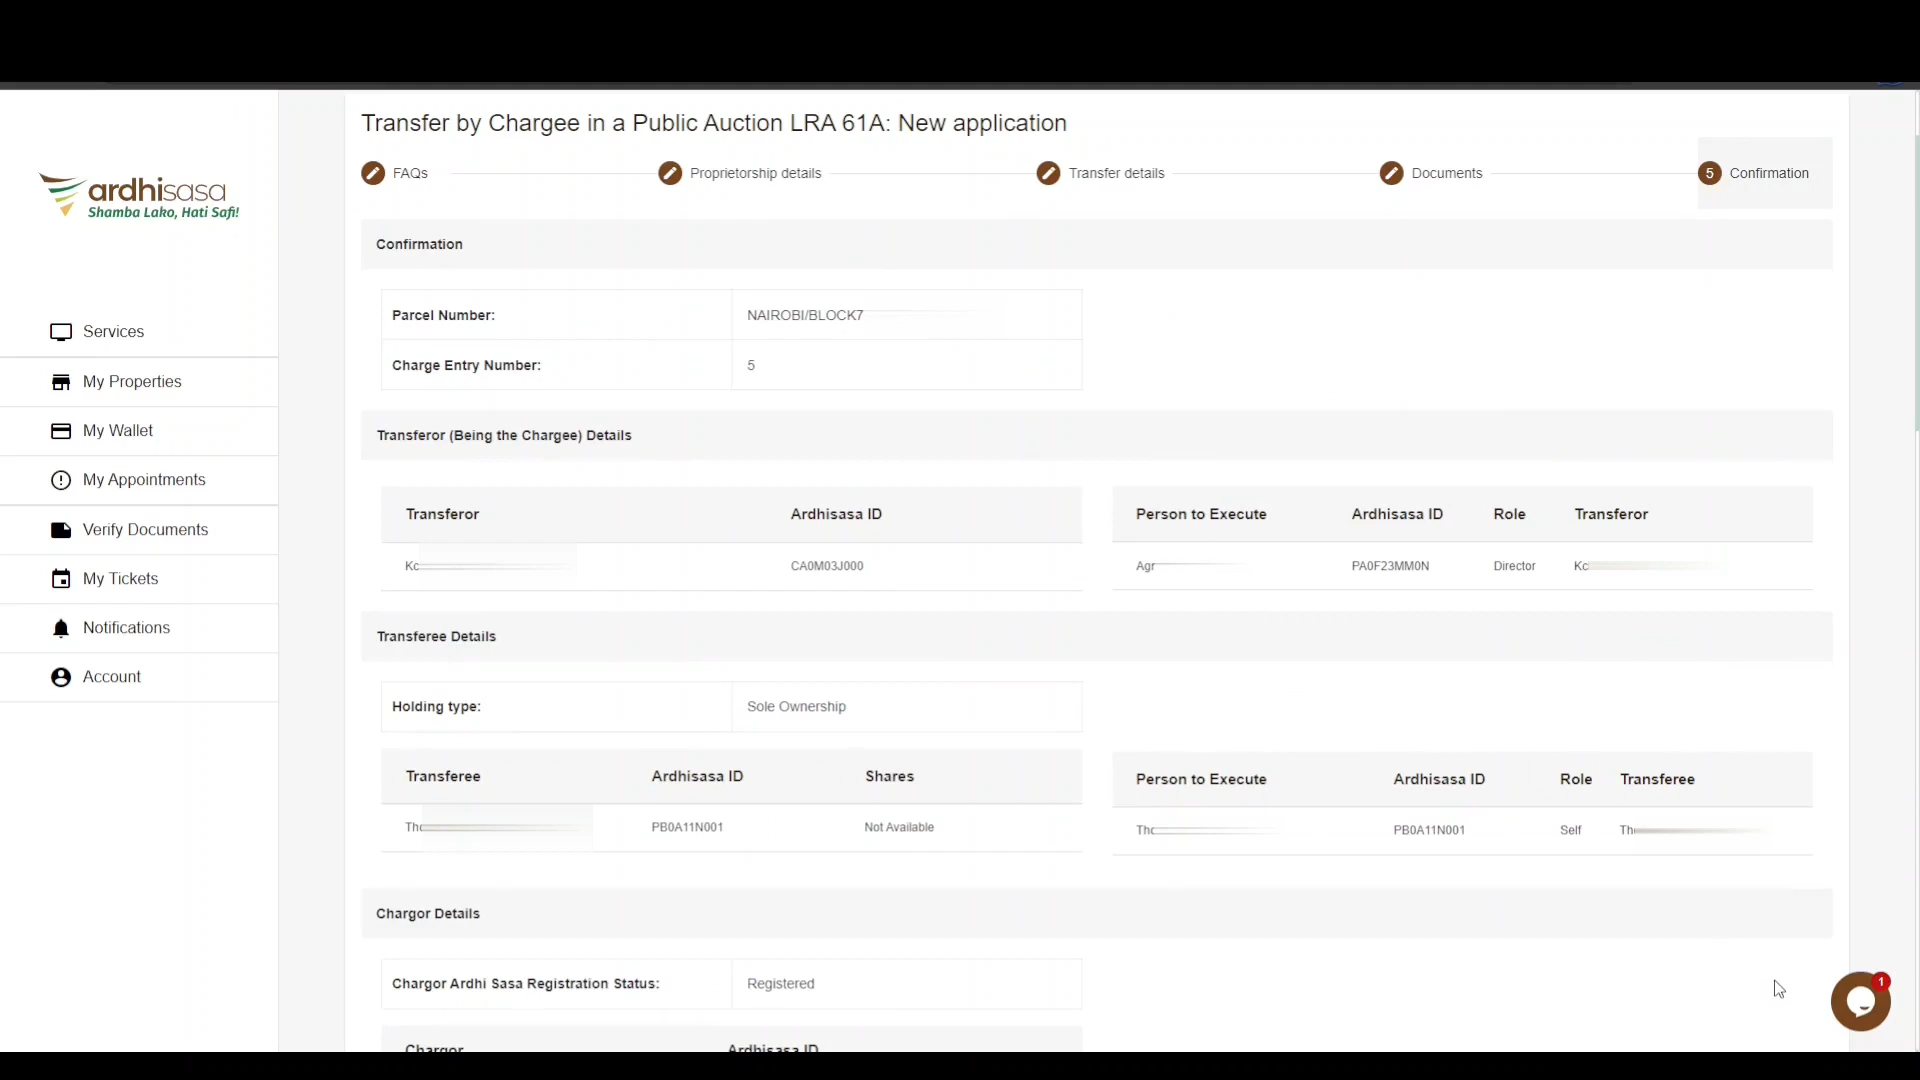 Transfer by Chargee in a Public Auction LRA 61A: New application
FAQs Proprietorship details Transfer details Documents 5 Confirmation
ardhisasa
Shamba Lako, Hati Safi!
Services
My Properties
My Wallet
My Appointments
Verify Documents
My Tickets
Notifications
Account
Confirmation
Parcel Number: NAIROBI/BLOCK7
Charge Entry Number: 5
Transferor (Being the Chargee) Details
Transferor Ardhisasa ID
Kc CA0M03J000
Person to Execute Ardhisasa ID Role Transferor
Agr PA0F23MM0N Director Kc
Transferee Details
Holding type: Sole Ownership
Transferee Ardhisasa ID Shares
Tho PB0A11N001 Not Available
Person to Execute Ardhisasa ID Role Transferee
Tho PB0A11N001 Self Th
Chargor Details
Chargor Ardhi Sasa Registration Status: Registered
Chargor Ardhisasa ID
1